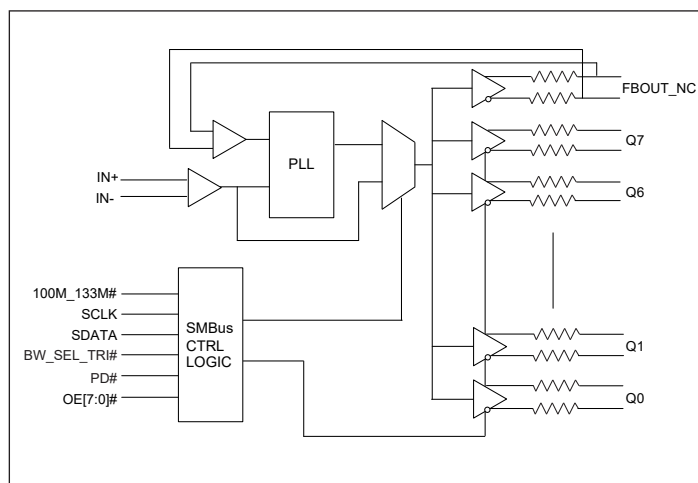 FBOUT_NC
Q7
PLL
IN+
IN-
Q6
100M_133M#
SCLK
SDATA
BW_SEL_TRI#
PD#
OE[7:0]#
SMBus
CTRL
LOGIC
Q1
Q0